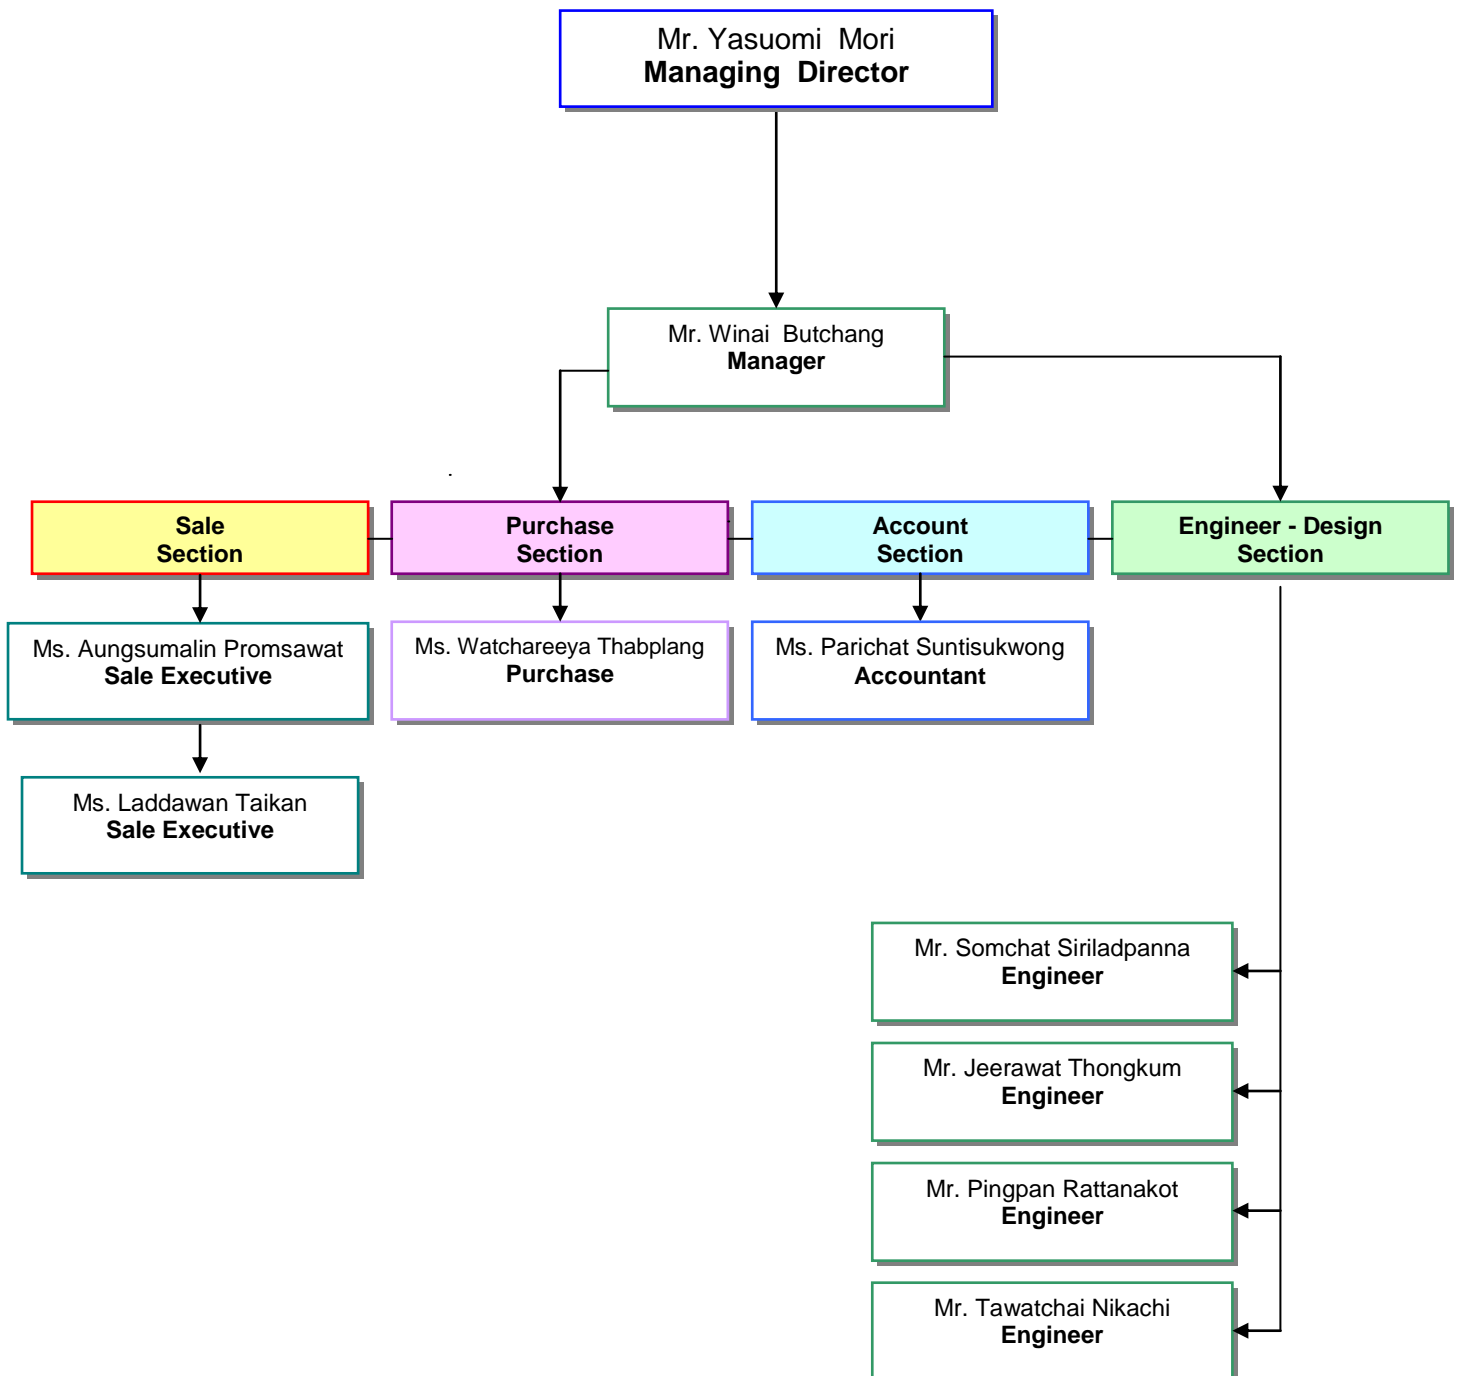 Mr. Yasuomi  Mori
Managing  Director
Mr. Winai  Butchang
Manager
Sale
Section
Purchase
Section
Account
Section
Engineer - Design
Section
Ms. Aungsumalin Promsawat
Sale Executive
Ms. Watchareeya Thabplang
Purchase
Ms. Parichat Suntisukwong
Accountant
Ms. Laddawan Taikan
Sale Executive
Mr. Somchat Siriladpanna
Engineer
Mr. Jeerawat Thongkum
Engineer
Mr. Pingpan Rattanakot
Engineer
Mr. Tawatchai Nikachi
Engineer